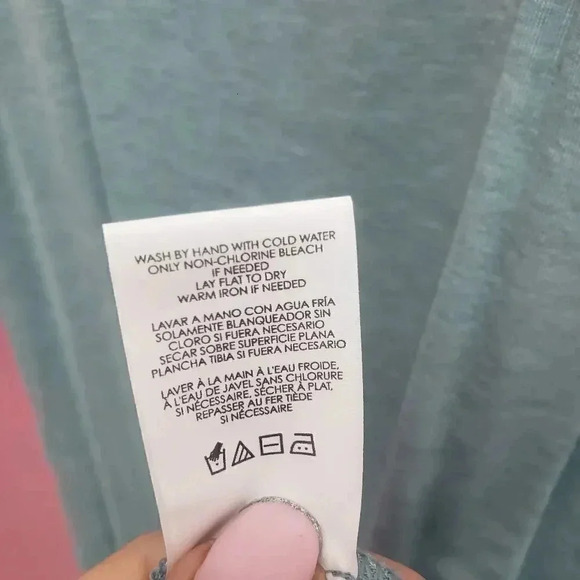 WASH BY HAND WITH COLD WATER
ONLY NON-CHLORINE BLEACH
IF NEEDED
LAY FLAT TO DRY
WARM IRON IF NEEDED
LAVAR A MANO CON AGUA FRÍA
SOLAMENTE BLANQUEADOR SIN
CLORO SI FUERA NECESARIO
SECAR SOBRE SUPERFICIE PLANA
PLANCHA TIBIA SI FUERA NECESARIO
LAVER À LA MAIN À L'EAU FROIDE,
À L'EAU DE JAVEL SANS CHLORURE
SI NÉCESSAIRE, SÉCHER À PLAT,
REPASSER AU FER TIÈDE
SI NÉCESSAIRE